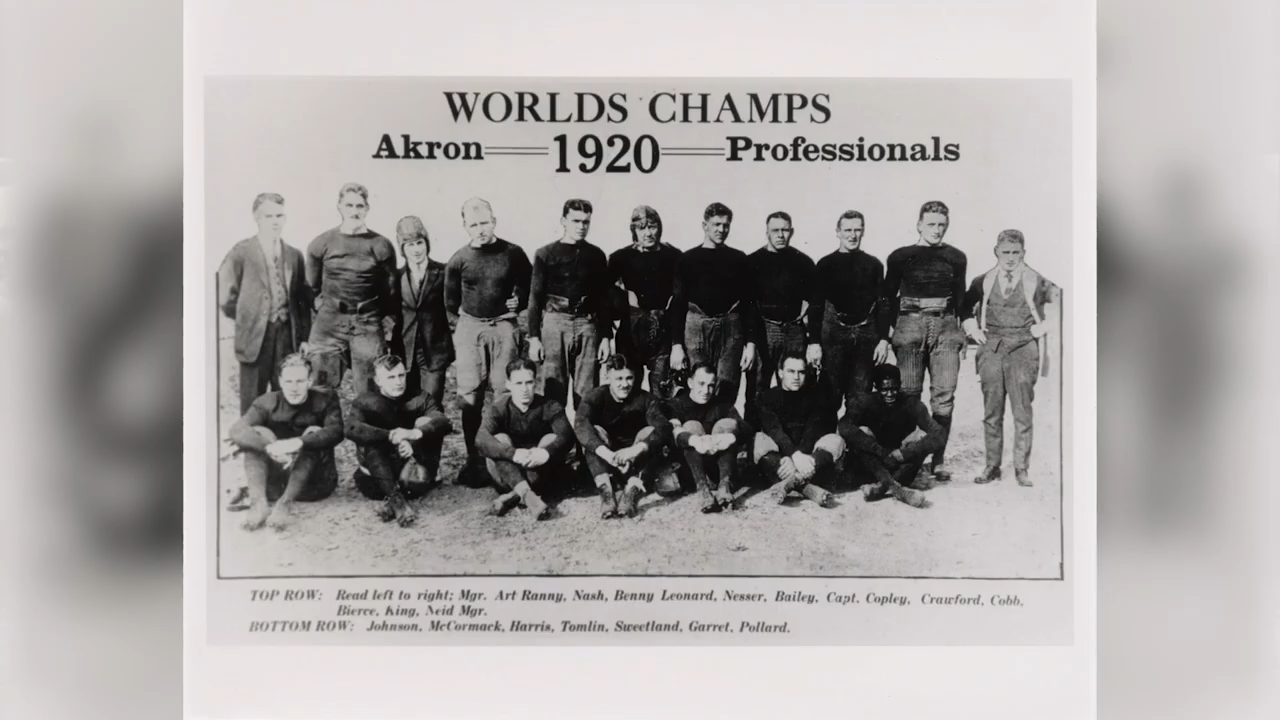 WORLDS CHAMPS
Akron 1920 Professionals
TOP ROW: Read left to right; Mgr. Art Ranny, Nash, Benny Leonard, Nesser, Bailey, Capt. Copley, Crawford, Cobb,
Bierce, King, Neid Mgr.
BOTTOM ROW: Johnson, McCormack, Harris, Tomlin, Sweetland, Garret, Pollard.